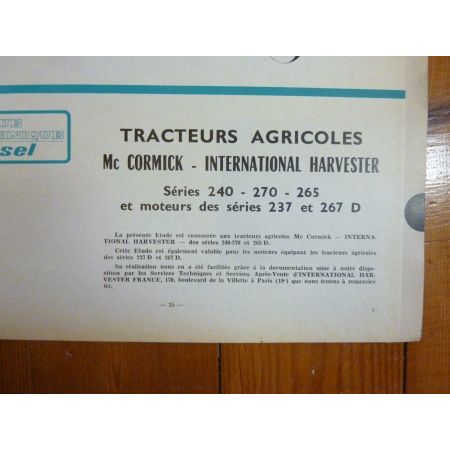 UE
NIQUE
sel
TRACTEURS AGRICOLES
Mc CORMICK - INTERNATIONAL HARVESTER
Séries 240 - 270 - 265
et moteurs des séries 237 et 267 D
La présente Etude est consacrée aux tracteurs agricoles Mc Cormick — INTERNA-
TIONAL HARVESTER — des séries 240-270 et 265 D.
Cette Etude est également valable pour les moteurs équipant les tracteurs agricoles
des séries 237 D et 267 D.
Sa réalisation nous en a été facilitée grâce à la documentation mise à notre dispo-
sition par les Services Techniques et Services Après-Vente d'INTERNATIONAL HAR-
VESTER FRANCE, 170, boulevard de la Villette à Paris (19e) que nous tenons à remercier
ici.
— 25 —